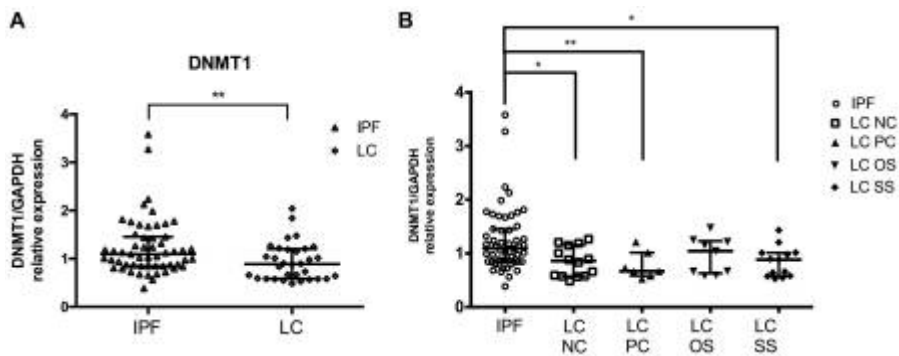 A
DNMT1
**
DNMT1/GAPDH
relative expression
4
3
2
1
0
IPF
LC
IPF
LC
B
*
**
*
DNMT1/GAPDH
relative expression
4
3
2
1
0
IPF
LC NC
LC PC
LC OS
LC SS
IPF
LC
NC
LC
PC
LC
OS
LC
SS